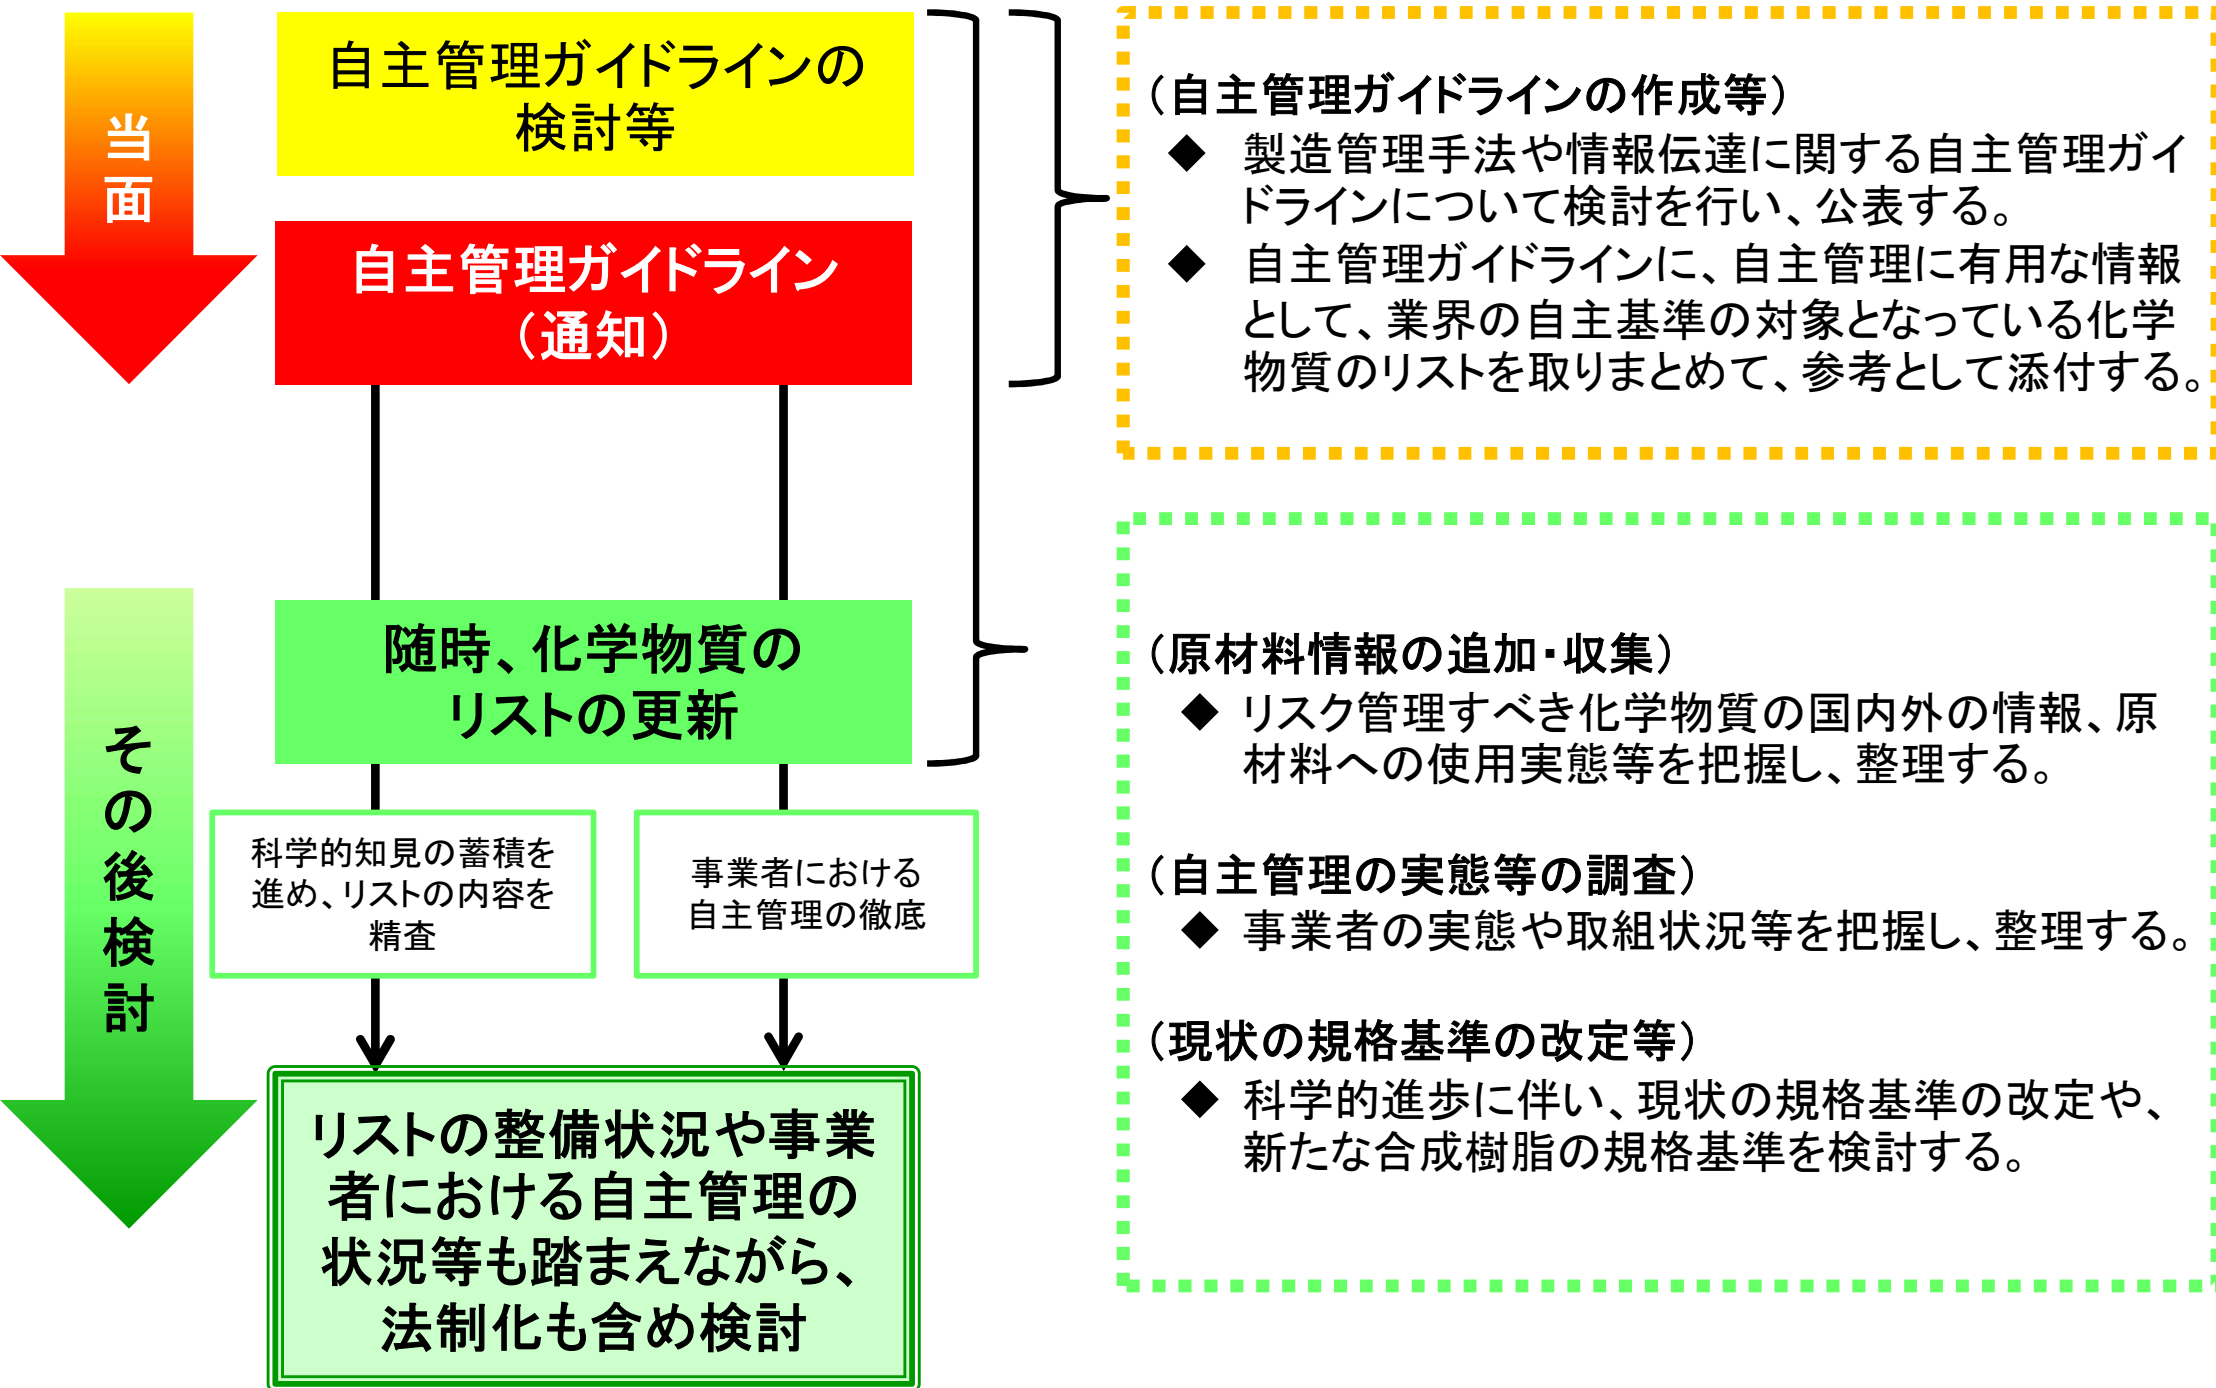 当
面
自主管理ガイドラインの
検討等
自主管理ガイドライン
（通知）
（自主管理ガイドラインの作成等）
◆ 製造管理手法や情報伝達に関する自主管理ガイ
ドラインについて検討を行い、公表する。
◆ 自主管理ガイドラインに、自主管理に有用な情報
として、業界の自主基準の対象となっている化学
物質のリストを取りまとめて、参考として添付する。
そ
の
後
検
討
随時、化学物質の
リストの更新
科学的知見の蓄積を
進め、リストの内容を
精査
事業者における
自主管理の徹底
リストの整備状況や事業
者における自主管理の
状況等も踏まえながら、
法制化も含め検討
（原材料情報の追加・収集）
◆ リスク管理すべき化学物質の国内外の情報、原
材料への使用実態等を把握し、整理する。
（自主管理の実態等の調査）
◆ 事業者の実態や取組状況等を把握し、整理する。
（現状の規格基準の改定等）
◆ 科学的進歩に伴い、現状の規格基準の改定や、
新たな合成樹脂の規格基準を検討する。